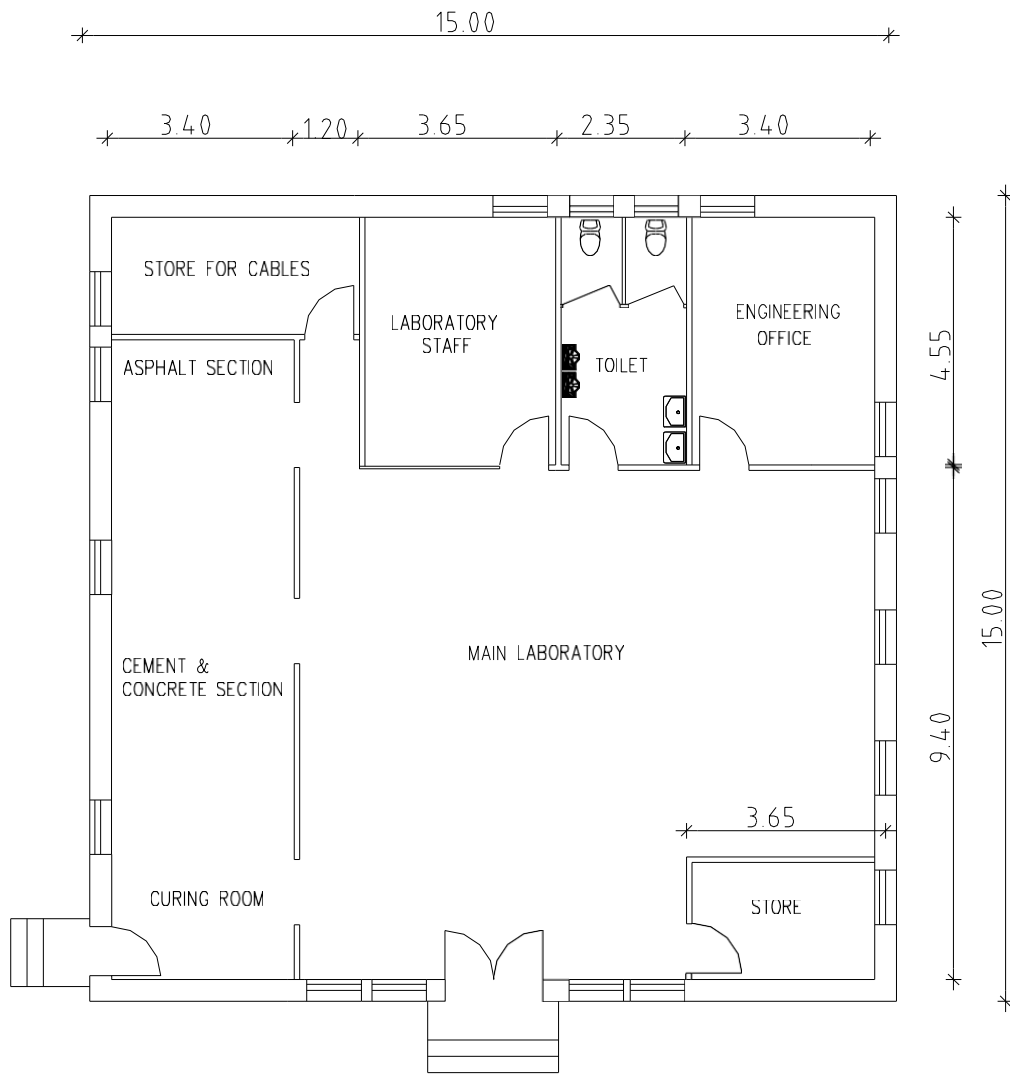 15.00
3.40
1.20
3.65
2.35
3.40
STORE FOR CABLES
LABORATORY
STAFF
ENGINEERING
OFFICE
ASPHALT SECTION
TOILET
4.55
15.00
CEMENT &
CONCRETE SECTION
MAIN LABORATORY
9.40
3.65
CURING ROOM
STORE